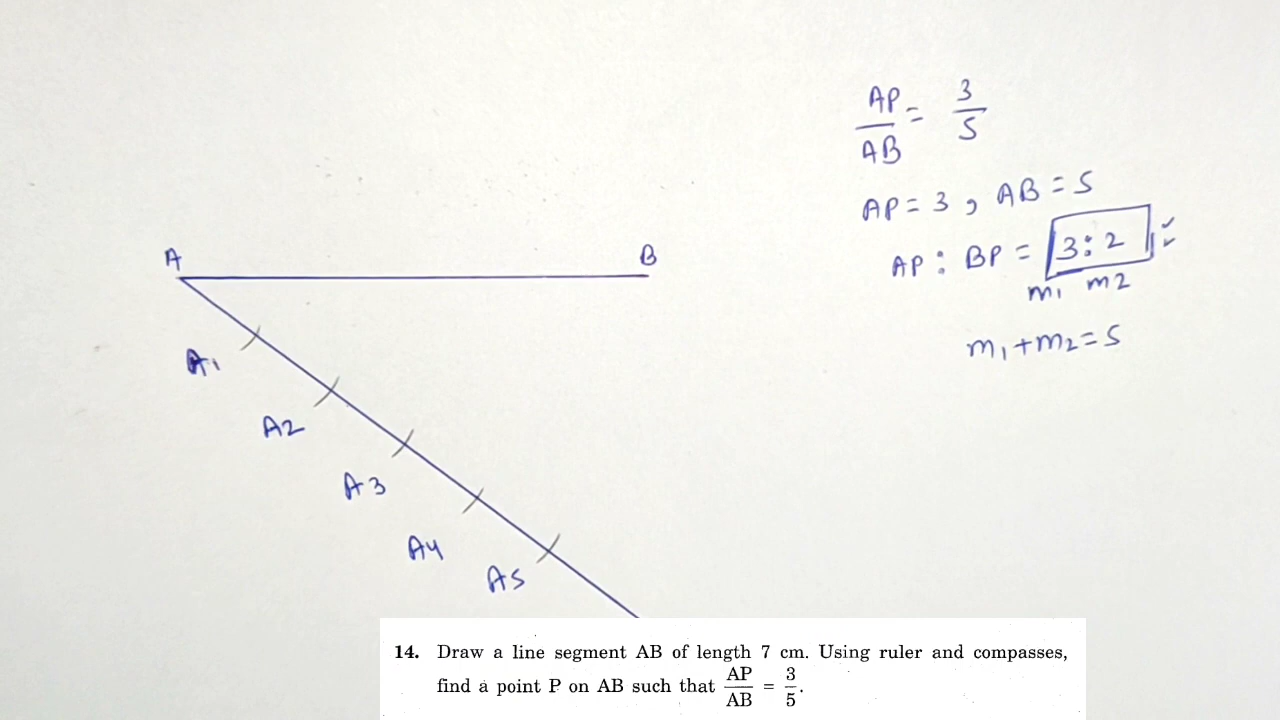 AP/AB = 3/5
AP = 3, AB = 5
AP : BP = 3 : 2
m1 m2
m1 + m2 = 5
A B
A1
A2
A3
A4
A5
14. Draw a line segment AB of length 7 cm. Using ruler and compasses,
find a point P on AB such that AP/AB = 3/5.